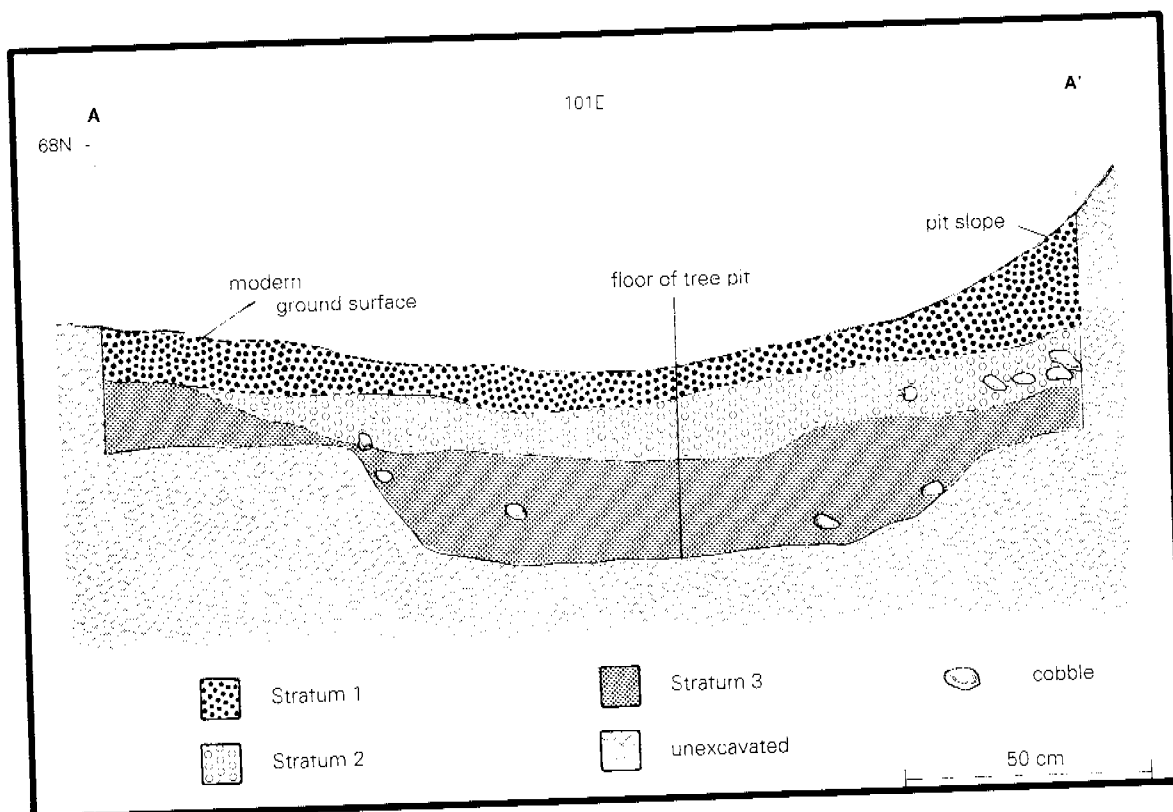 A
101E
A'
68N -
pit slope
modern
ground surface
floor of tree pit
Stratum 1
Stratum 3
cobble
Stratum 2
unexcavated
50 cm